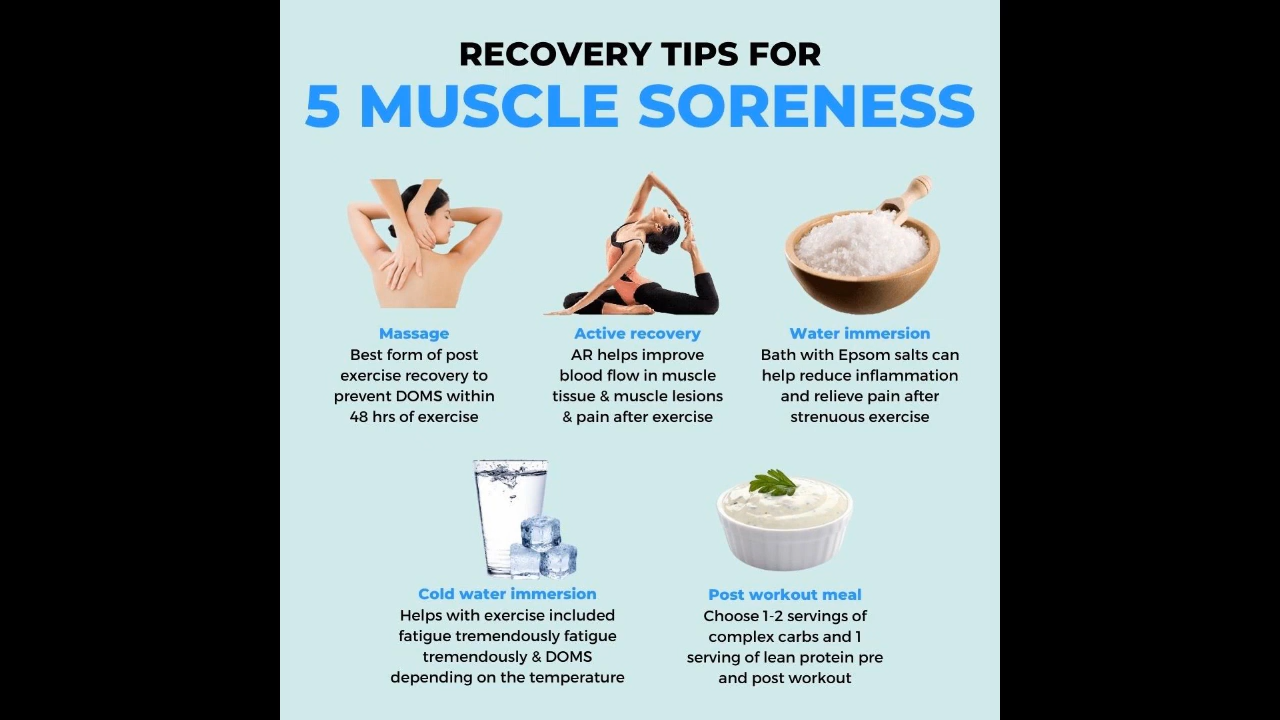 RECOVERY TIPS FOR
5 MUSCLE SORENESS
Massage
Best form of post
exercise recovery to
prevent DOMS within
48 hrs of exercise
Active recovery
AR helps improve
blood flow in muscle
tissue & muscle lesions
& pain after exercise
Water immersion
Bath with Epsom salts can
help reduce inflammation
and relieve pain after
strenuous exercise
Cold water immersion
Helps with exercise included
fatigue tremendously fatigue
tremendously & DOMS
depending on the temperature
Post workout meal
Choose 1-2 servings of
complex carbs and 1
serving of lean protein pre
and post workout